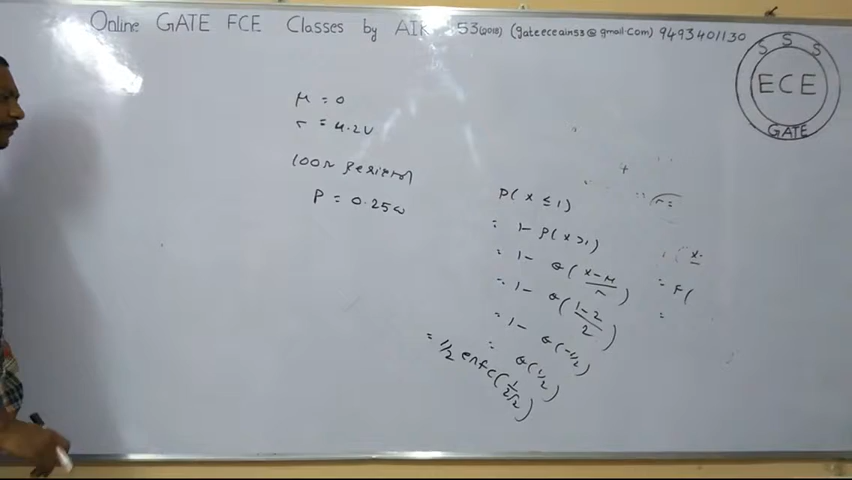 Online GATE ECE Classes by AIR 53(2018) (gateeceair53@gmail.com) 9493401130
SSS
ECE
GATE
μ = 0
σ = 4.2V
100Ω resistor
P = 0.25ω
P(x ≤ 1)
= 1- P(x>1)
= 1- Q(x-μ/σ)
= 1- Q(1-2/2)
= 1- Q(-1/2)
= Q(1/2)
= 1/2 erfc(1/2√2)
= F(
=